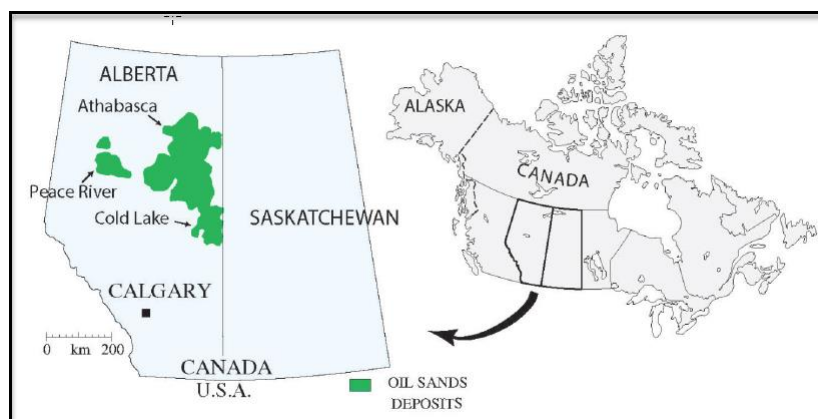 ALBERTA
Athabasca
Peace River
Cold Lake
SASKATCHEWAN
CALGARY
0 km 200
CANADA
U.S.A.
OIL SANDS
DEPOSITS
ALASKA
CANADA